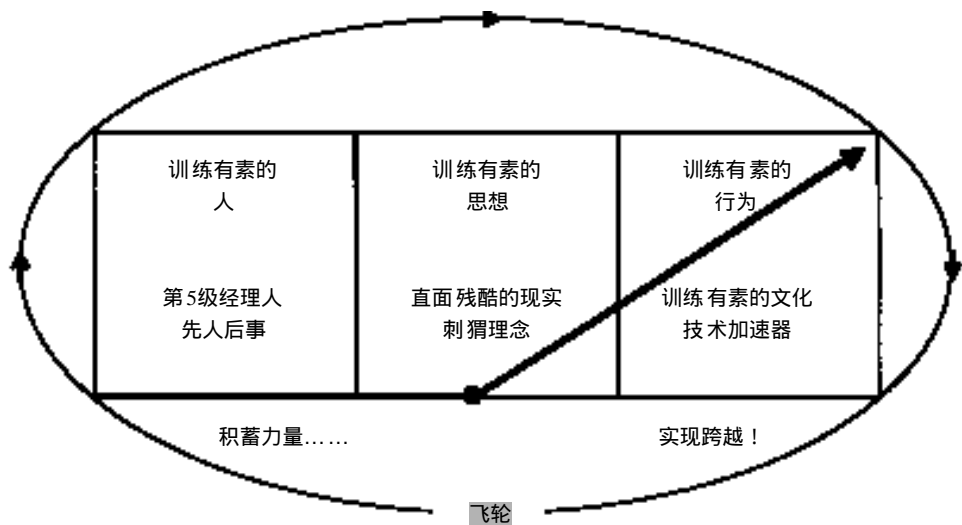 训练有素的
人
第5级经理人
先人后事
训练有素的
思想
直面残酷的现实
刺猬理念
训练有素的
行为
训练有素的文化
技术加速器
积蓄力量……
实现跨越！
飞轮